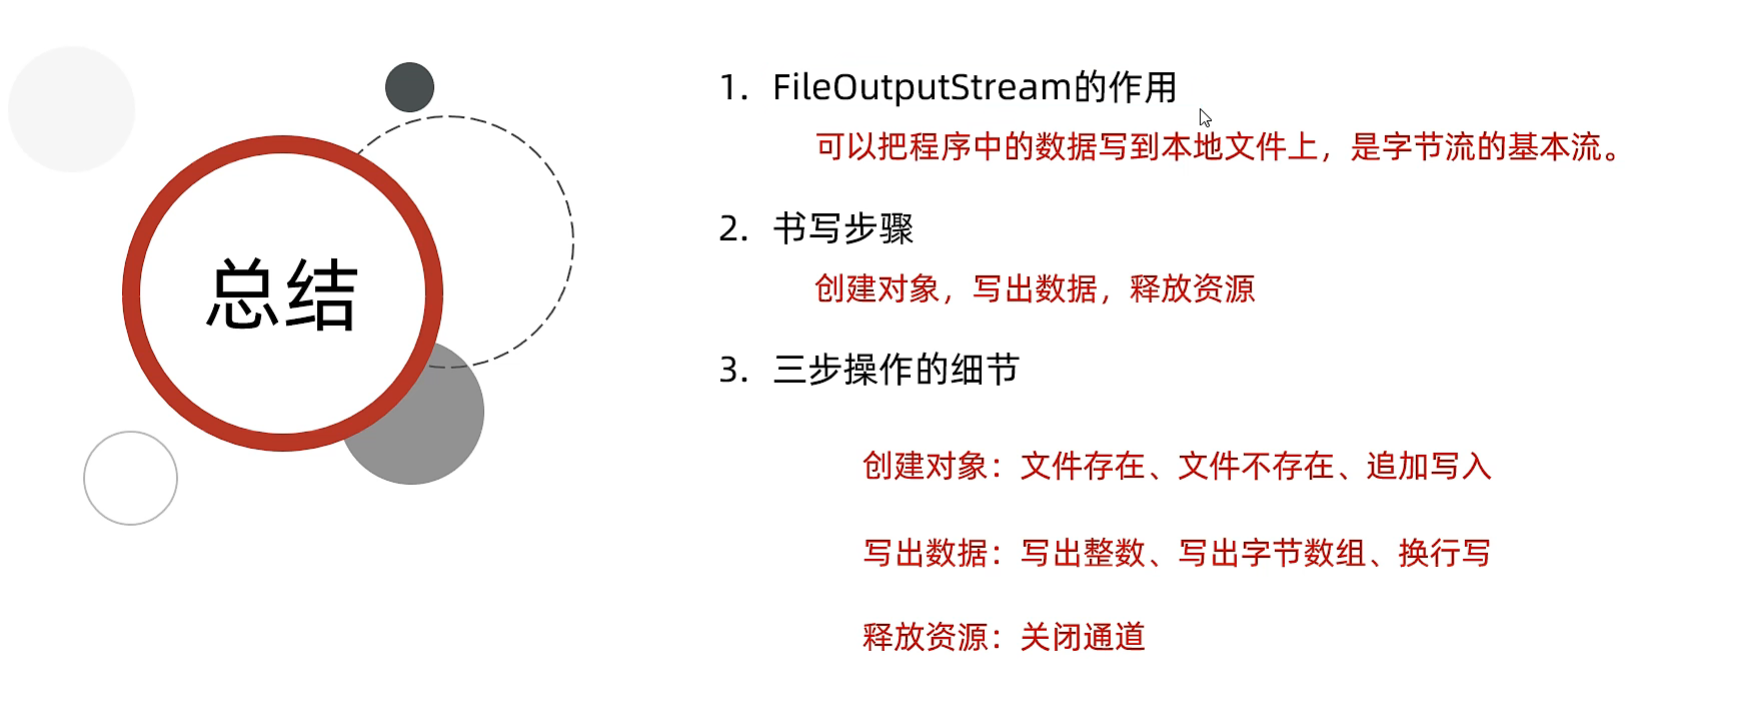 总结
1. FileOutputStream的作用
可以把程序中的数据写到本地文件上，是字节流的基本流。
2. 书写步骤
创建对象，写出数据，释放资源
3. 三步操作的细节
创建对象：文件存在、文件不存在、追加写入
写出数据：写出整数、写出字节数组、换行写
释放资源：关闭通道